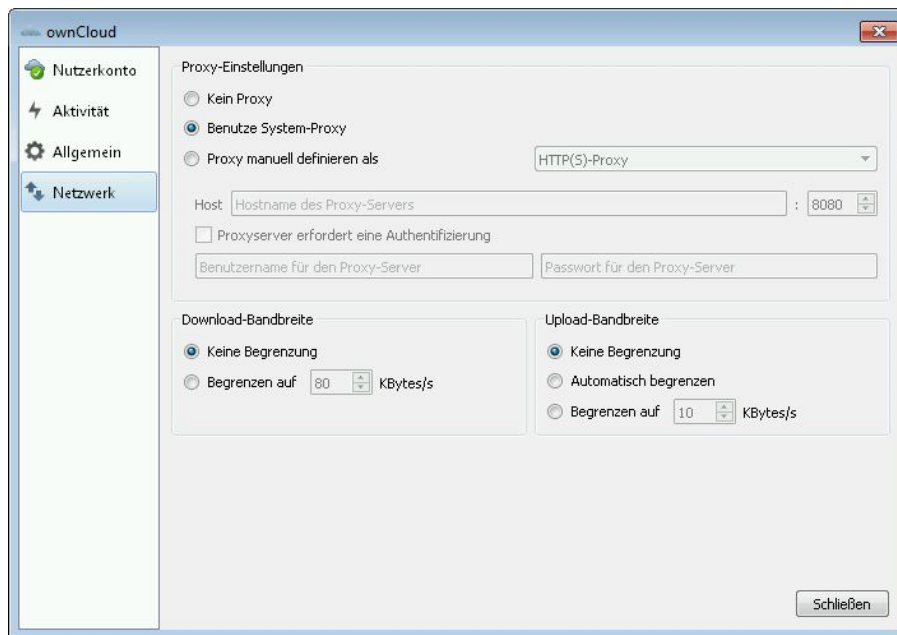 ownCloud
Nutzerkonto
Aktivität
Allgemein
Netzwerk
Proxy-Einstellungen
Kein Proxy
Benutze System-Proxy
Proxy manuell definieren als HTTP(S)-Proxy
Host Hostname des Proxy-Servers : 8080
Proxyserver erfordert eine Authentifizierung
Benutzername für den Proxy-Server Passwort für den Proxy-Server
Download-Bandbreite
Keine Begrenzung
Begrenzen auf 80 KBytes/s
Upload-Bandbreite
Keine Begrenzung
Automatisch begrenzen
Begrenzen auf 10 KBytes/s
Schließen